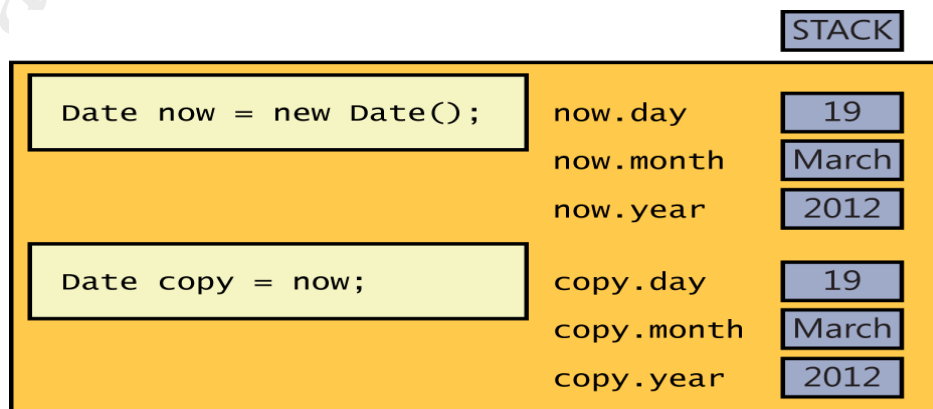 STACK
Date now = new Date();
now.day 19
now.month March
now.year 2012
Date copy = now;
copy.day 19
copy.month March
copy.year 2012